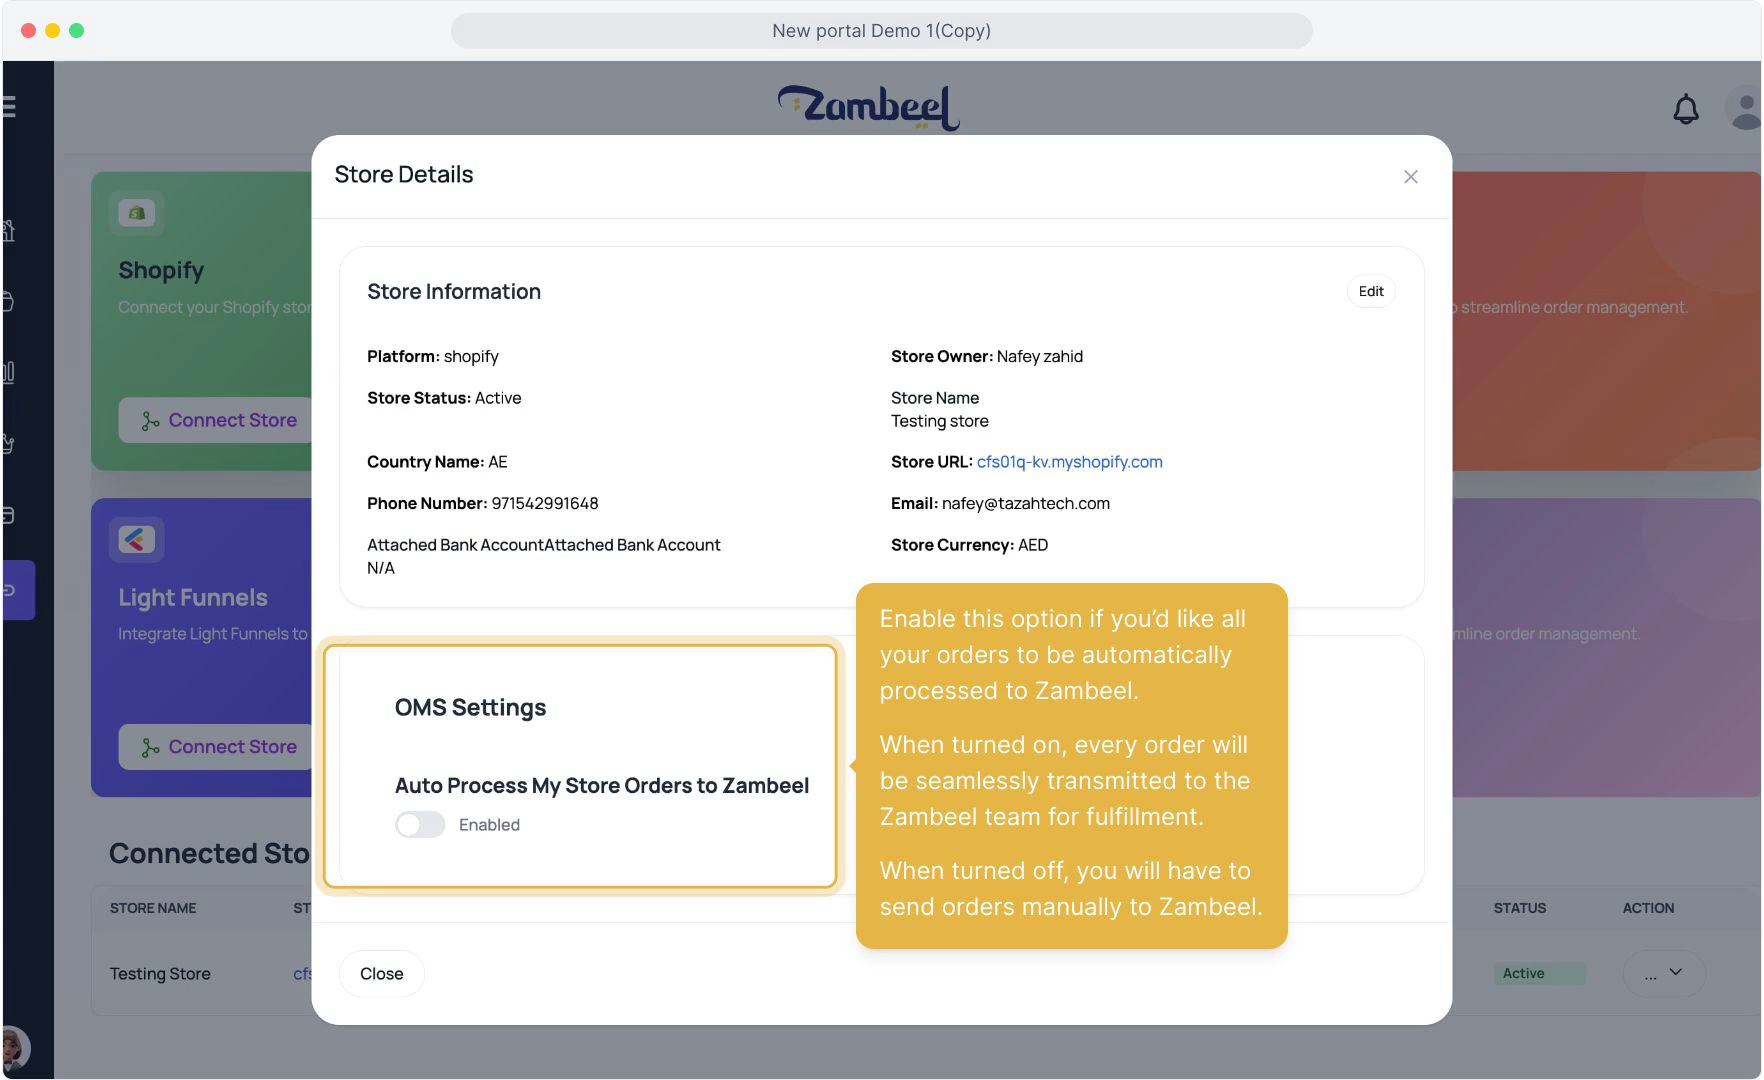 New portal Demo 1(Copy)
Zambeel
Store Details
Shopify
Connect your Shopify
streamline order management.
Connect Store
Store Information
Edit
Platform: shopify
Store Owner: Nafey zahid
Store Status: Active
Store Name
Testing store
Country Name: AE
Store URL: cfs01q-kv.myshopify.com
Phone Number: 971542991648
Email: nafey@tazahtech.com
Attached Bank AccountAttached Bank Account
N/A
Store Currency: AED
Light Funnels
Integrate Light Funnels to
order management.
Connect Store
OMS Settings
Auto Process My Store Orders to Zambeel
Enabled
Enable this option if you’d like all
your orders to be automatically
processed to Zambeel.
When turned on, every order will
be seamlessly transmitted to the
Zambeel team for fulfillment.
When turned off, you will have to
send orders manually to Zambeel.
Connected
STORE NAME
STATUS
ACTION
Testing Store
Active
...
Close